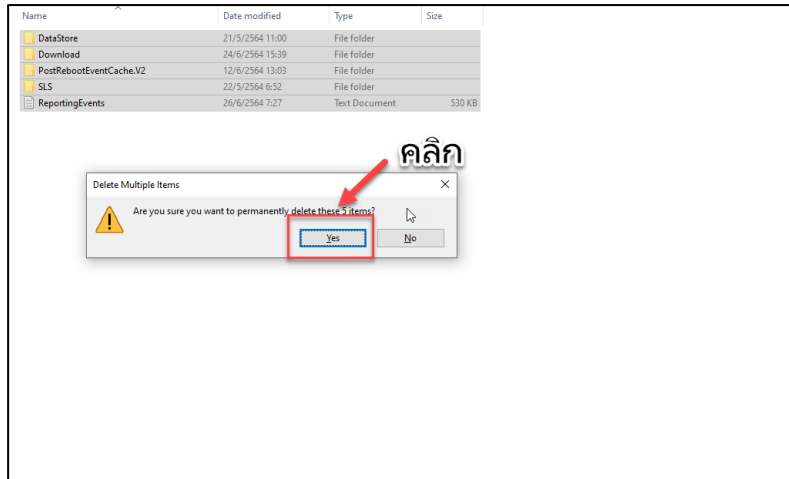 Name Date modified Type Size
DataStore 21/5/2564 11:00 File folder
Download 24/6/2564 15:39 File folder
PostRebootEventCache.V2 12/6/2564 13:03 File folder
SLS 22/5/2564 6:52 File folder
ReportingEvents 26/6/2564 7:27 Text Document 530 KB
คลิก
Delete Multiple Items
Are you sure you want to permanently delete these 5 items?
Yes No